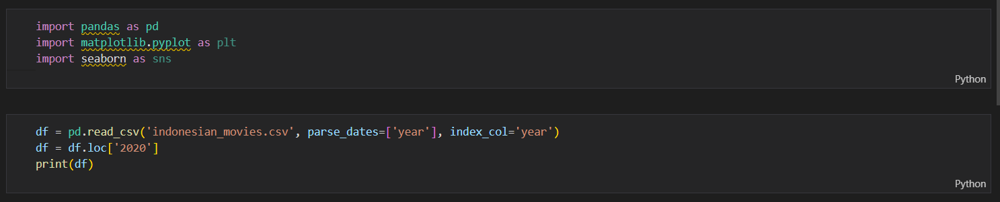 import pandas as pd
import matplotlib.pyplot as plt
import seaborn as sns
Python
df = pd.read_csv('indonesian_movies.csv', parse_dates=['year'], index_col='year')
df = df.loc['2020']
print(df)
Python